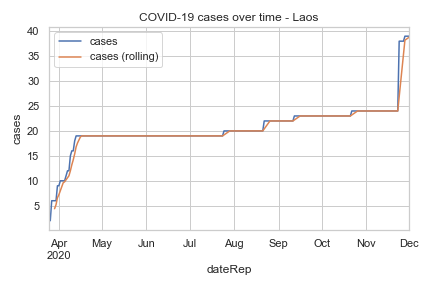 COVID-19 cases over time - Laos
cases
cases (rolling)
40
35
30
25
20
15
10
5
cases
Apr
2020
May
Jun
Jul
Aug
Sep
Oct
Nov
Dec
dateRep